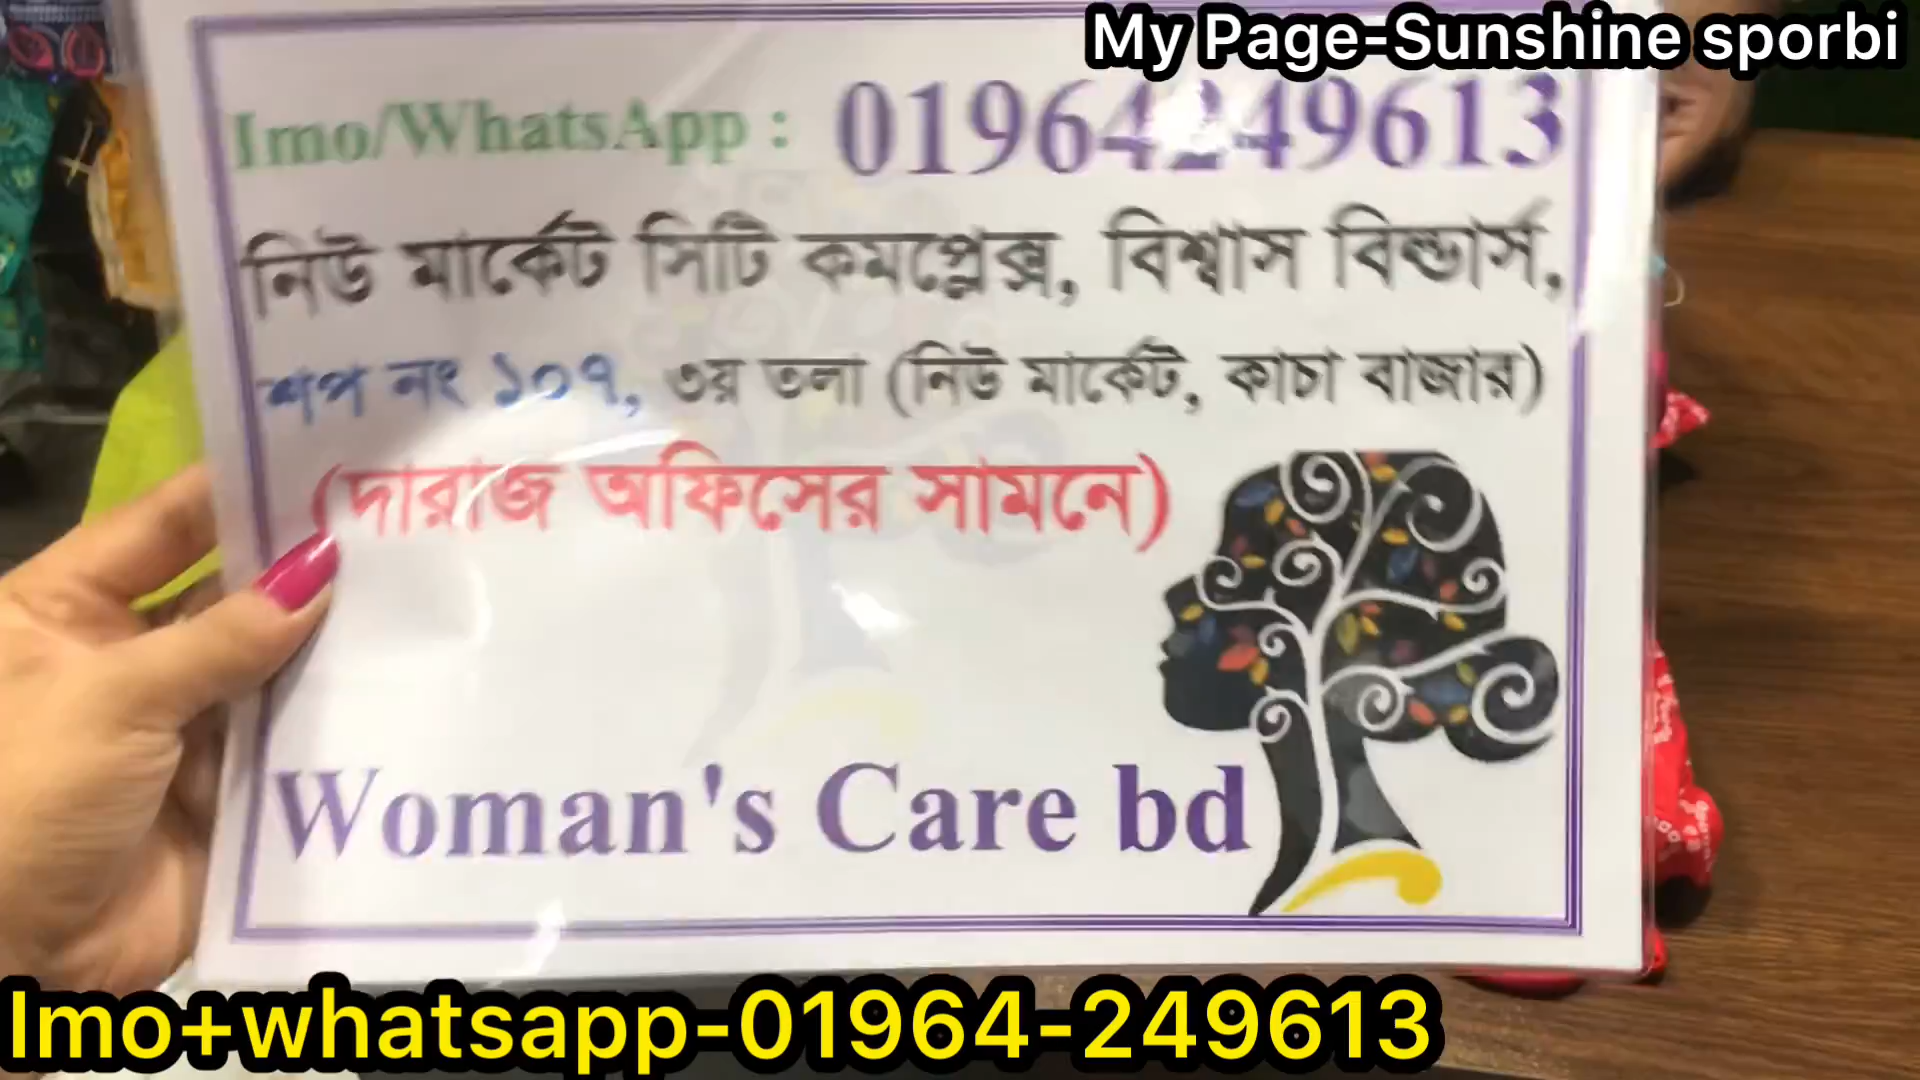 My Page-Sunshine sporbi
Imo/WhatsApp : 01964249613
নিউ মার্কেট সিটি কমপ্লেক্স, বিশ্বাস বিল্ডার্স,
শপ নং ১০৭, ৩য় তলা (নিউ মার্কেট, কাচা বাজার)
(দারাজ অফিসের সামনে)
Woman's Care bd
Imo+whatsapp-01964-249613